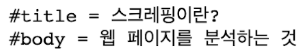 #title = 스크레핑이란?
#body = 웹 페이지를 분석하는 것